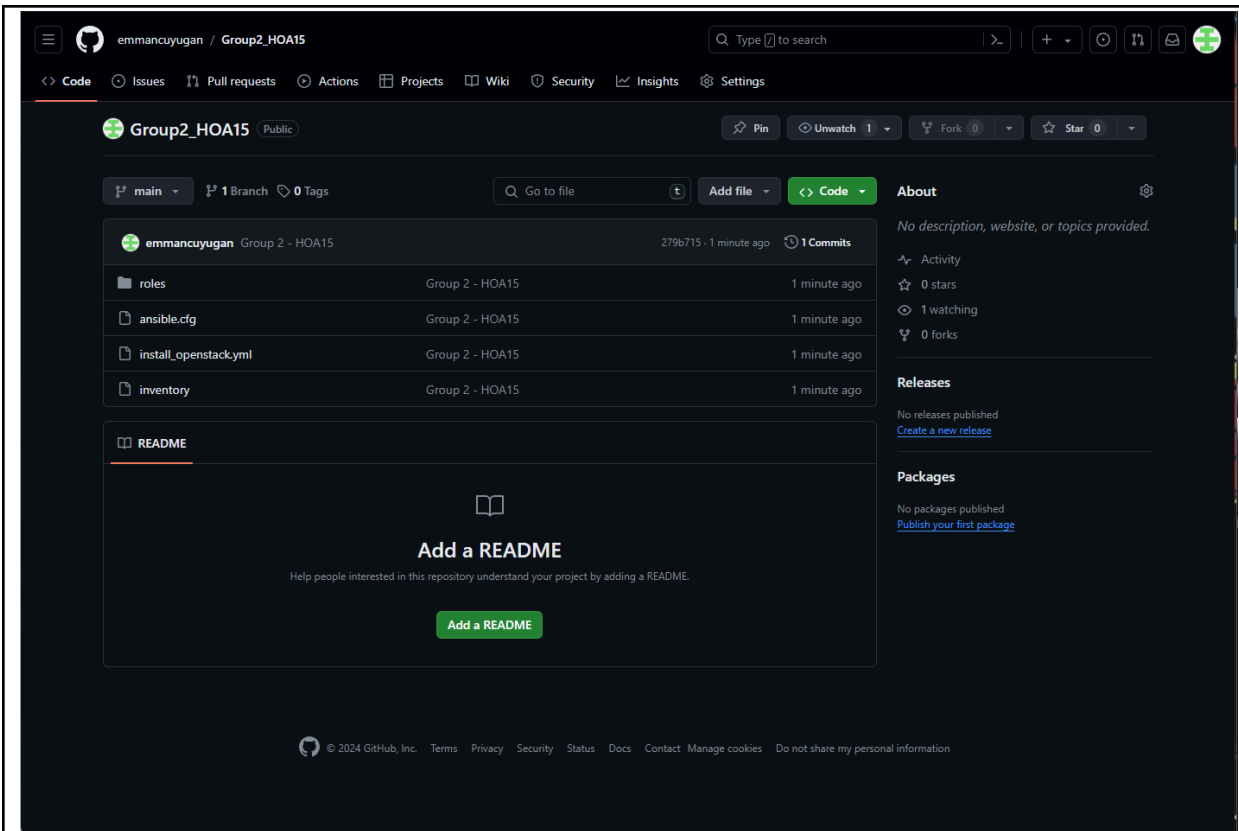 emmancuyugan / Group2_HOA15
Type / to search
Code Issues Pull requests Actions Projects Wiki Security Insights Settings
Group2_HOA15 Public
Pin Unwatch 1 Fork 0 Star 0
main 1 Branch 0 Tags
Go to file t Add file Code
emmancuyugan Group 2 - HOA15 279b715 · 1 minute ago 1 Commits
roles Group 2 - HOA15 1 minute ago
ansible.cfg Group 2 - HOA15 1 minute ago
install_openstack.yml Group 2 - HOA15 1 minute ago
inventory Group 2 - HOA15 1 minute ago
README
Add a README
Help people interested in this repository understand your project by adding a README.
Add a README
About
No description, website, or topics provided.
Activity
0 stars
1 watching
0 forks
Releases
No releases published
Create a new release
Packages
No packages published
Publish your first package
© 2024 GitHub, Inc. Terms Privacy Security Status Docs Contact Manage cookies Do not share my personal information